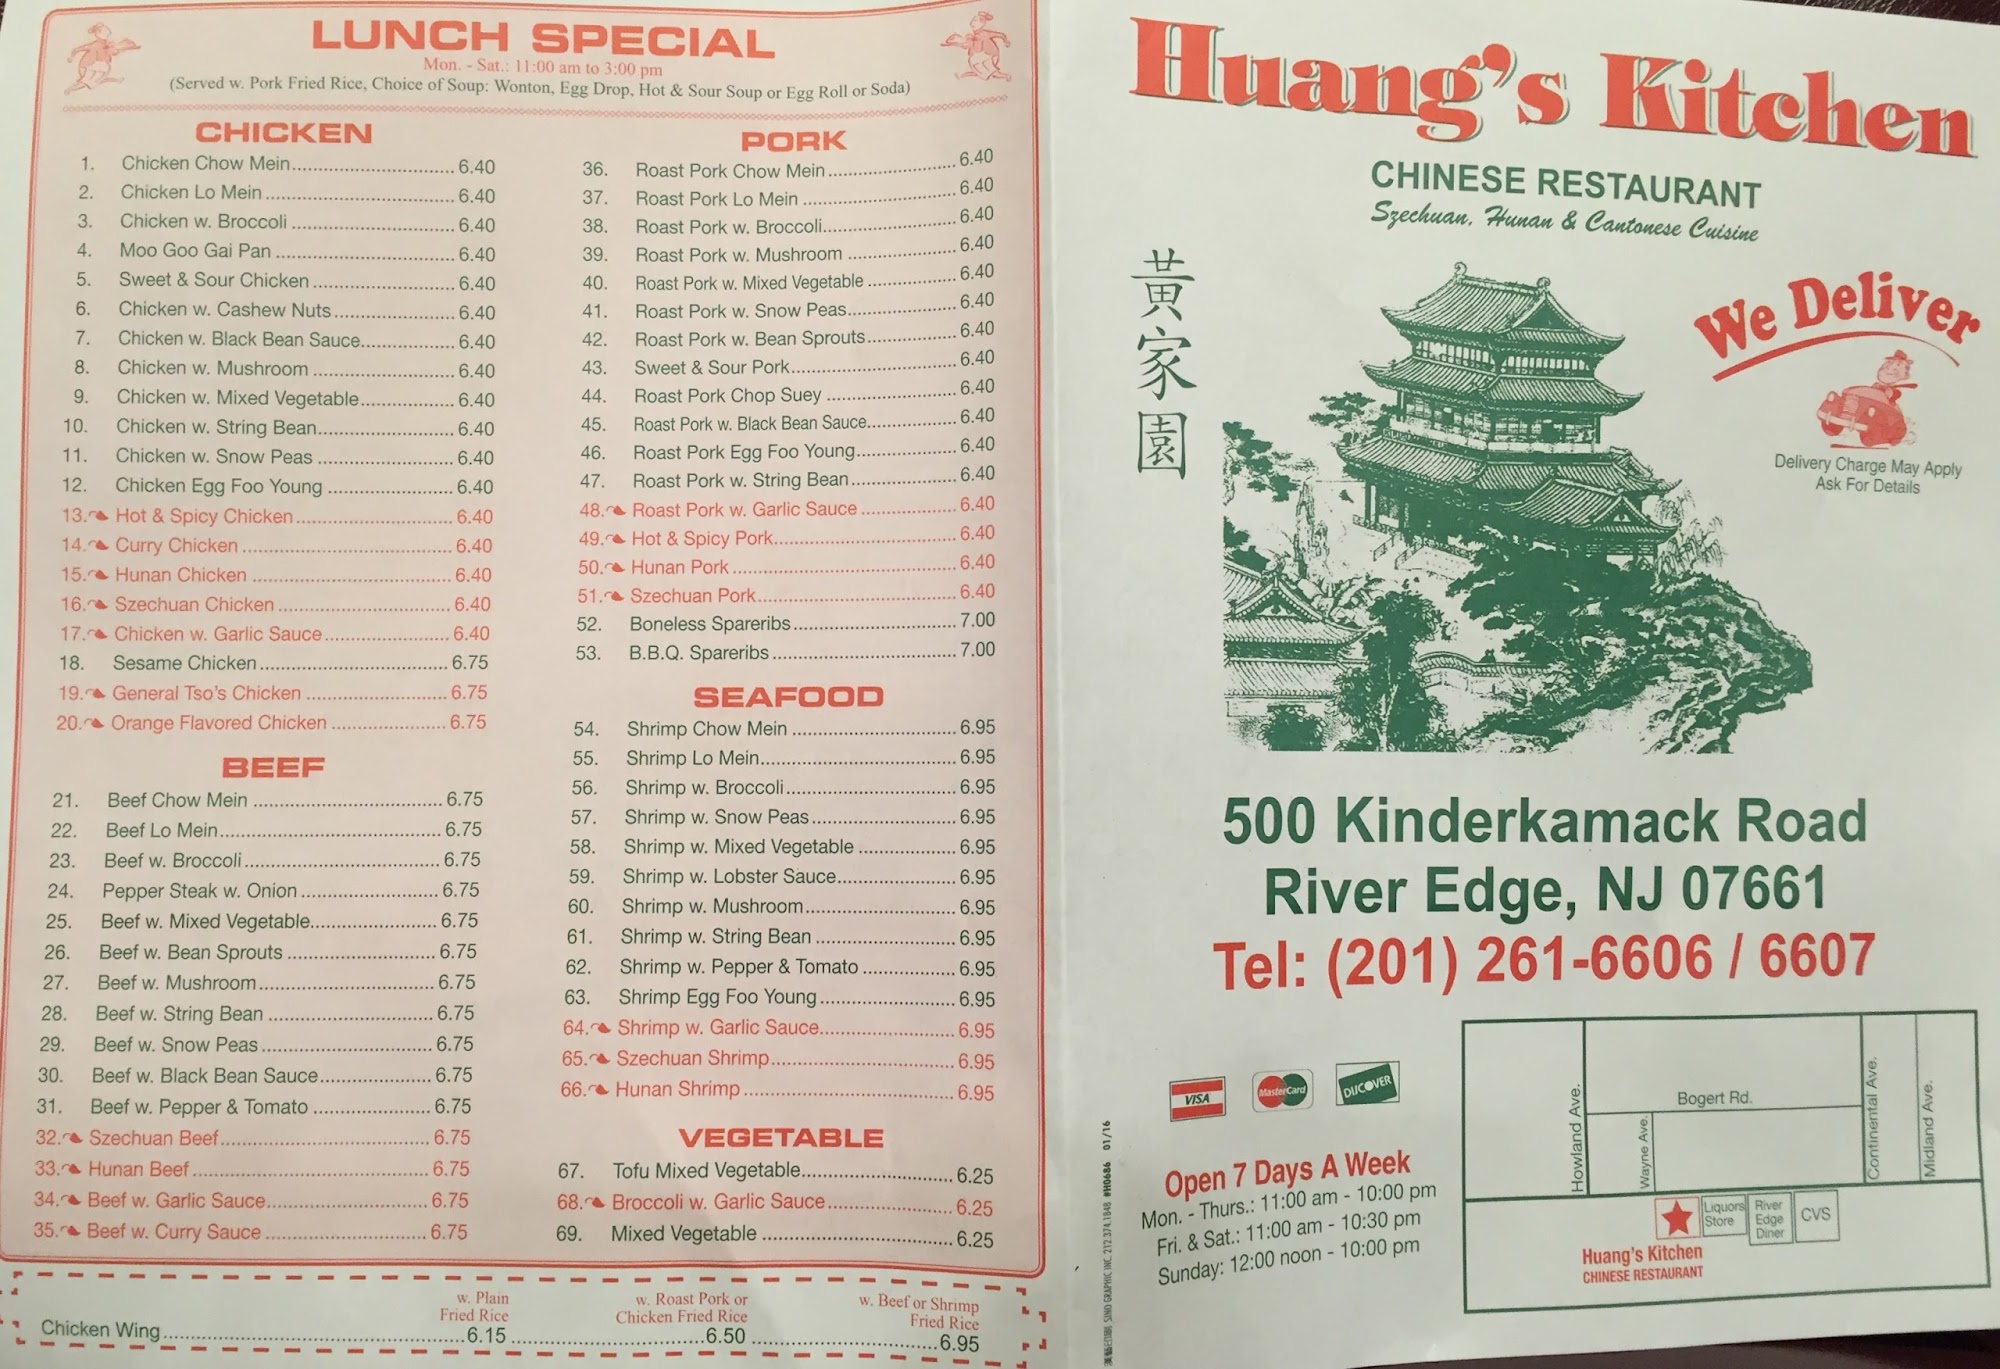 LUNCH SPECIAL
Mon. - Sat.: 11:00 am to 3:00 pm
(Served w. Pork Fried Rice, Choice of Soup: Wonton, Egg Drop, Hot & Sour Soup or Egg Roll or Soda)
CHICKEN
1. Chicken Chow Mein 6.40
2. Chicken Lo Mein 6.40
3. Chicken w. Broccoli 6.40
4. Moo Goo Gai Pan 6.40
5. Sweet & Sour Chicken 6.40
6. Chicken w. Cashew Nuts 6.40
7. Chicken w. Black Bean Sauce 6.40
8. Chicken w. Mushroom 6.40
9. Chicken w. Mixed Vegetable 6.40
10. Chicken w. String Bean 6.40
11. Chicken w. Snow Peas 6.40
12. Chicken Egg Foo Young 6.40
13. Hot & Spicy Chicken 6.40
14. Curry Chicken 6.40
15. Hunan Chicken 6.40
16. Szechuan Chicken 6.40
17. Chicken w. Garlic Sauce 6.40
18. Sesame Chicken 6.75
19. General Tso's Chicken 6.75
20. Orange Flavored Chicken 6.75
BEEF
21. Beef Chow Mein 6.75
22. Beef Lo Mein 6.75
23. Beef w. Broccoli 6.75
24. Pepper Steak w. Onion 6.75
25. Beef w. Mixed Vegetable 6.75
26. Beef w. Bean Sprouts 6.75
27. Beef w. Mushroom 6.75
28. Beef w. String Bean 6.75
29. Beef w. Snow Peas 6.75
30. Beef w. Black Bean Sauce 6.75
31. Beef w. Pepper & Tomato 6.75
32. Szechuan Beef 6.75
33. Hunan Beef 6.75
34. Beef w. Garlic Sauce 6.75
35. Beef w. Curry Sauce 6.75
PORK
36. Roast Pork Chow Mein 6.40
37. Roast Pork Lo Mein 6.40
38. Roast Pork w. Broccoli 6.40
39. Roast Pork w. Mushroom 6.40
40. Roast Pork w. Mixed Vegetable 6.40
41. Roast Pork w. Snow Peas 6.40
42. Roast Pork w. Bean Sprouts 6.40
43. Sweet & Sour Pork 6.40
44. Roast Pork Chop Suey 6.40
45. Roast Pork w. Black Bean Sauce 6.40
46. Roast Pork Egg Foo Young 6.40
47. Roast Pork w. String Bean 6.40
48. Roast Pork w. Garlic Sauce 6.40
49. Hot & Spicy Pork 6.40
50. Hunan Pork 6.40
51. Szechuan Pork 6.40
52. Boneless Spareribs 7.00
53. B.B.Q. Spareribs 7.00
SEAFOOD
54. Shrimp Chow Mein 6.95
55. Shrimp Lo Mein 6.95
56. Shrimp w. Broccoli 6.95
57. Shrimp w. Snow Peas 6.95
58. Shrimp w. Mixed Vegetable 6.95
59. Shrimp w. Lobster Sauce 6.95
60. Shrimp w. Mushroom 6.95
61. Shrimp w. String Bean 6.95
62. Shrimp w. Pepper & Tomato 6.95
63. Shrimp Egg Foo Young 6.95
64. Shrimp w. Garlic Sauce 6.95
65. Szechuan Shrimp 6.95
66. Hunan Shrimp 6.95
VEGETABLE
67. Tofu Mixed Vegetable 6.25
68. Broccoli w. Garlic Sauce 6.25
69. Mixed Vegetable 6.25
w. Plain
Fried Rice
w. Roast Pork or
Chicken Fried Rice
w. Beef or Shrimp
Fried Rice
Chicken Wing 6.15 6.50 6.95
Huang's Kitchen
CHINESE RESTAURANT
Szechuan, Hunan & Cantonese Cuisine
黃家園
We Deliver
Delivery Charge May Apply
Ask For Details
500 Kinderkamack Road
River Edge, NJ 07661
Tel: (201) 261-6606 / 6607
VISA
MasterCard
DISCOVER
Open 7 Days A Week
Mon. - Thurs.: 11:00 am - 10:00 pm
Fri. & Sat.: 11:00 am - 10:30 pm
Sunday: 12:00 noon - 10:00 pm
SINO GRAPHIC INC. 212.374.1848 #H0686 01/16
Howland Ave.
Bogert Rd.
Wayne Ave.
Continental Ave.
Midland Ave.
Liquors
Store
River
Edge
Diner
CVS
Huang's Kitchen
CHINESE RESTAURANT